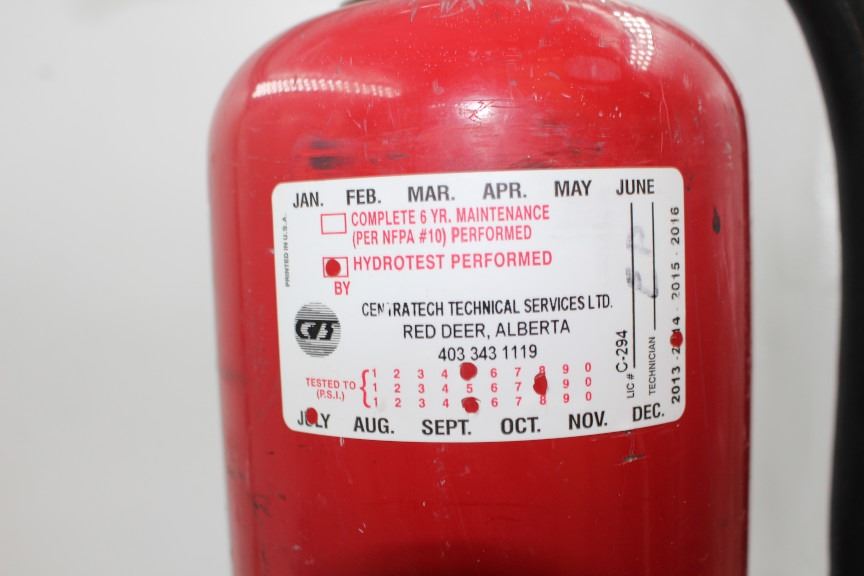 JAN. FEB. MAR. APR. MAY JUNE
COMPLETE 6 YR. MAINTENANCE
(PER NFPA #10) PERFORMED
HYDROTEST PERFORMED
BY
CENTRATECH TECHNICAL SERVICES LTD.
RED DEER, ALBERTA
403 343 1119
TESTED TO
(P.S.I.)
1 2 3 4 6 7 8 9 0
1 2 3 4 5 6 7 9 0
1 2 3 4 6 7 8 9 0
JULY AUG. SEPT. OCT. NOV. DEC.
PRINTED IN U.S.A.
CTS
LIC # C-294
TECHNICIAN
2013 · 2014 · 2015 · 2016